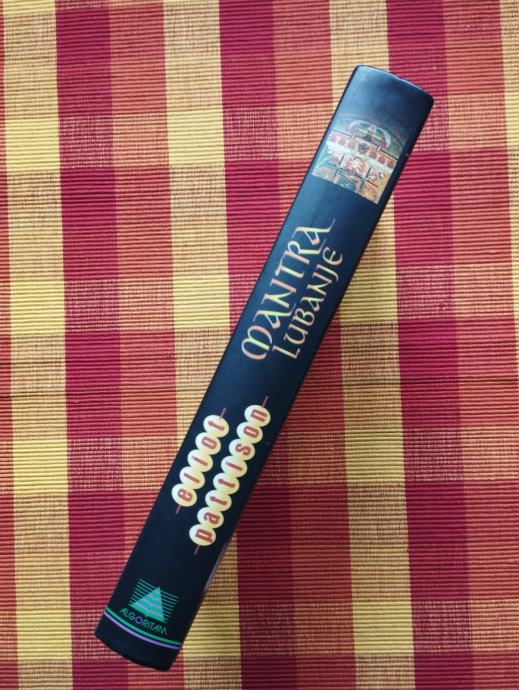 MANTRA
LUBANJE
eliot
pattison
ALGORITAM